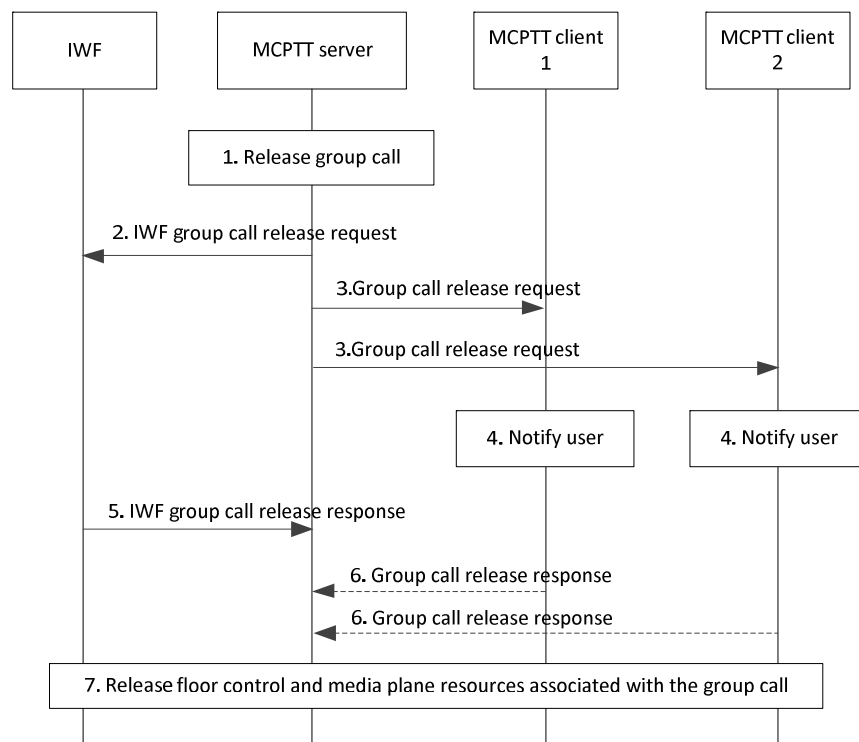 IWF
MCPTT server
MCPTT client
1
MCPTT client
2
1. Release group call
2. IWF group call release request
3.Group call release request
3.Group call release request
4. Notify user
4. Notify user
5. IWF group call release response
6. Group call release response
6. Group call release response
7. Release floor control and media plane resources associated with the group call